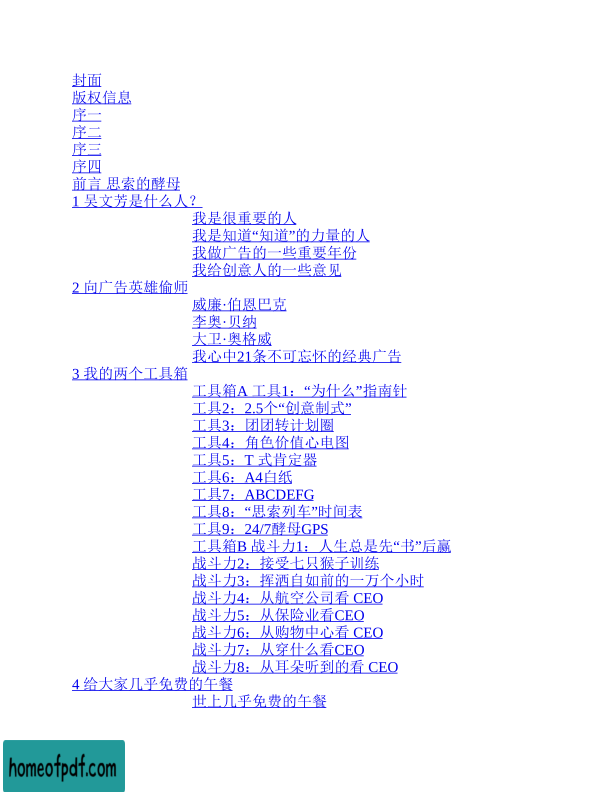 封面
版权信息
序一
序二
序三
序四
前言 思索的酵母
1 吴文芳是什么人？
我是很重要的人
我是知道“知道”的力量的人
我做广告的一些重要年份
我给创意人的一些意见
2 向广告英雄偷师
威廉·伯恩巴克
李奥·贝纳
大卫·奥格威
我心中21条不可忘怀的经典广告
3 我的两个工具箱
工具箱A 工具1：“为什么”指南针
工具2：2.5个“创意制式”
工具3：团团转计划圈
工具4：角色价值心电图
工具5：T 式肯定器
工具6：A4白纸
工具7：ABCDEFG
工具8：“思索列车”时间表
工具9：24/7酵母GPS
工具箱B 战斗力1：人生总是先“书”后赢
战斗力2：接受七只猴子训练
战斗力3：挥洒自如前的一万个小时
战斗力4：从航空公司看 CEO
战斗力5：从保险业看CEO
战斗力6：从购物中心看 CEO
战斗力7：从穿什么看CEO
战斗力8：从耳朵听到的看 CEO
4 给大家几乎免费的午餐
世上几乎免费的午餐
homeofpdf.com